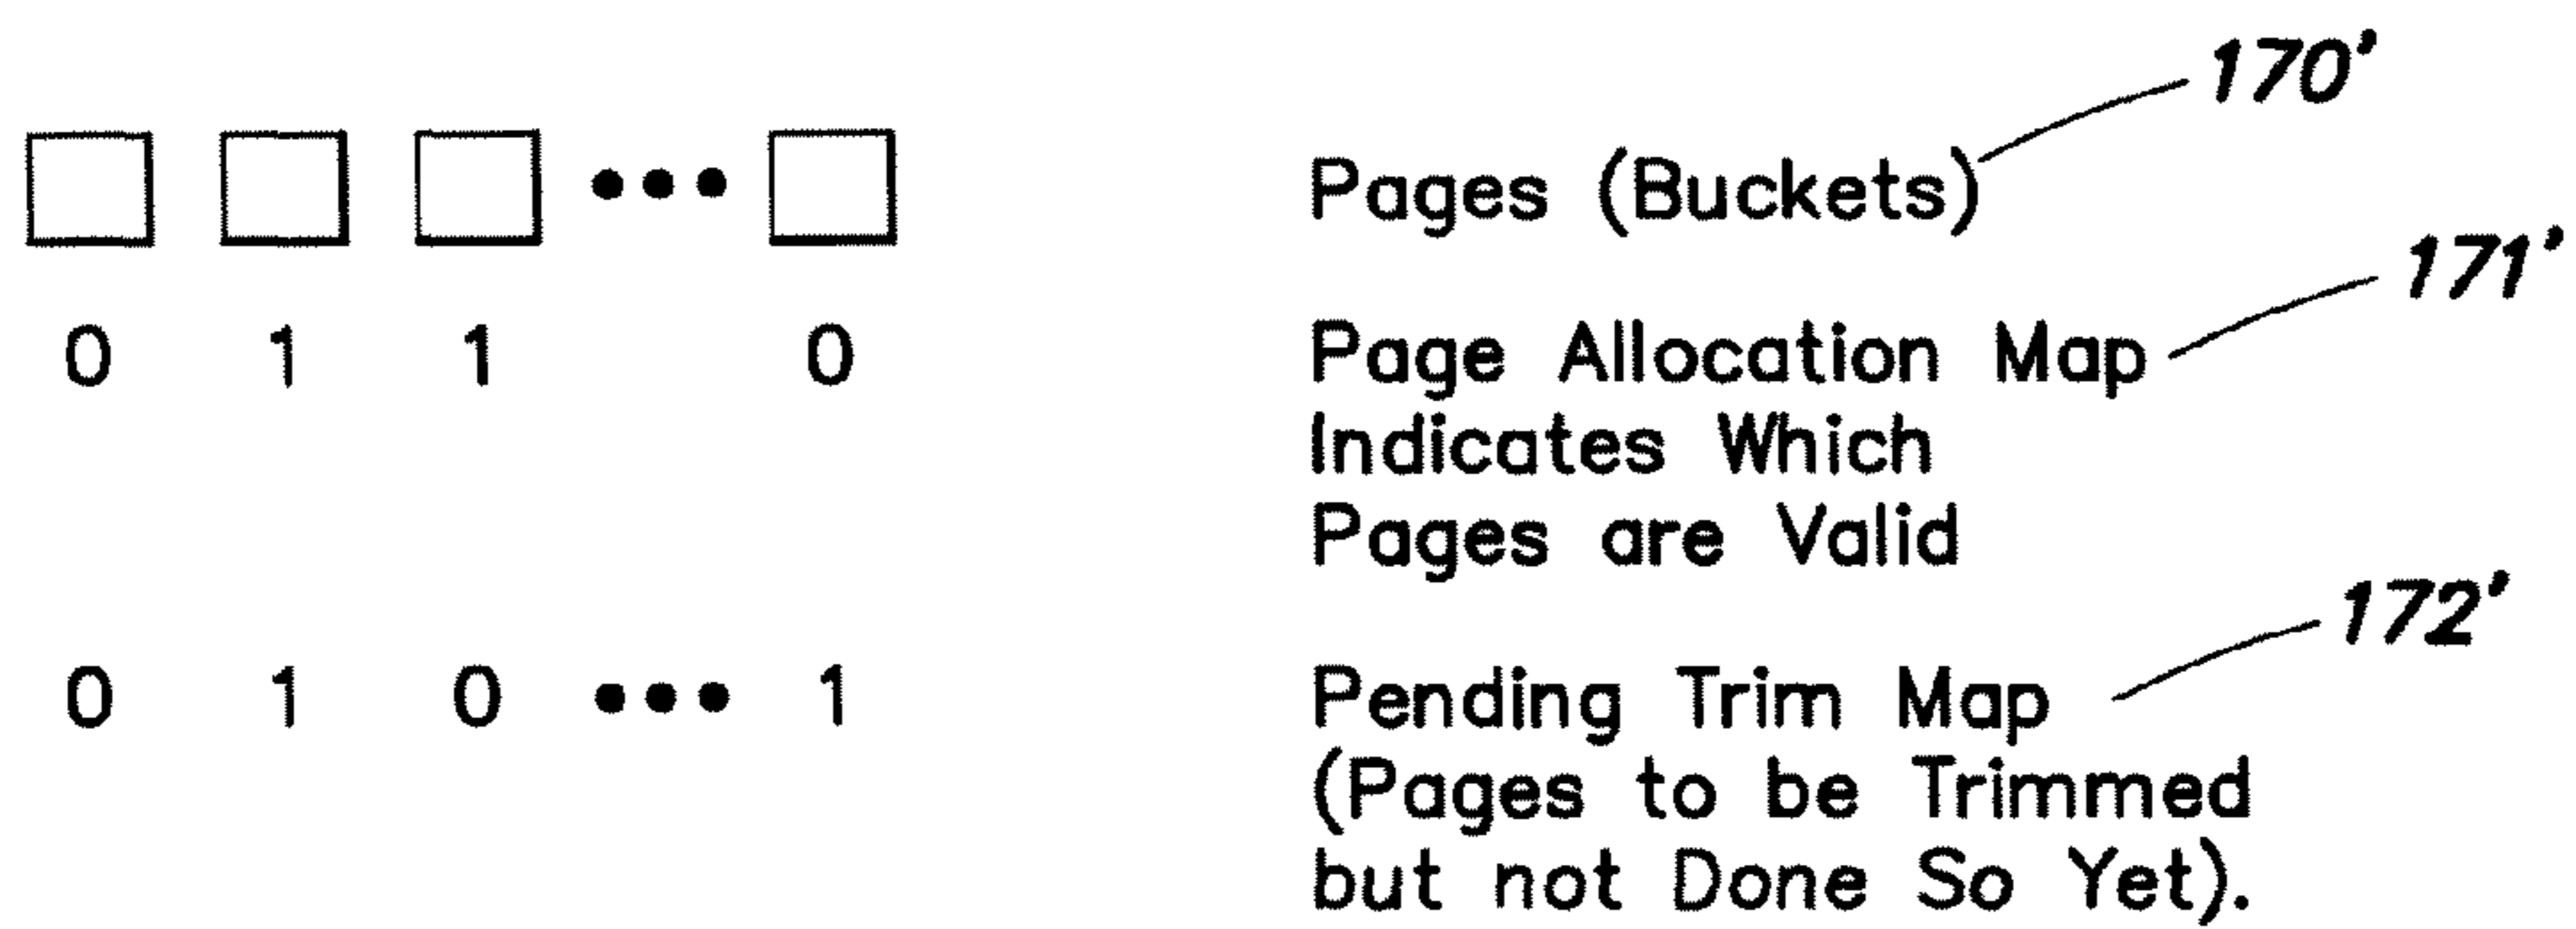 170'
Pages (Buckets)
171'
0 1 1 0 Page Allocation Map
Indicates Which
Pages are Valid
172'
0 1 0 ••• 1 Pending Trim Map
(Pages to be Trimmed
but not Done So Yet).